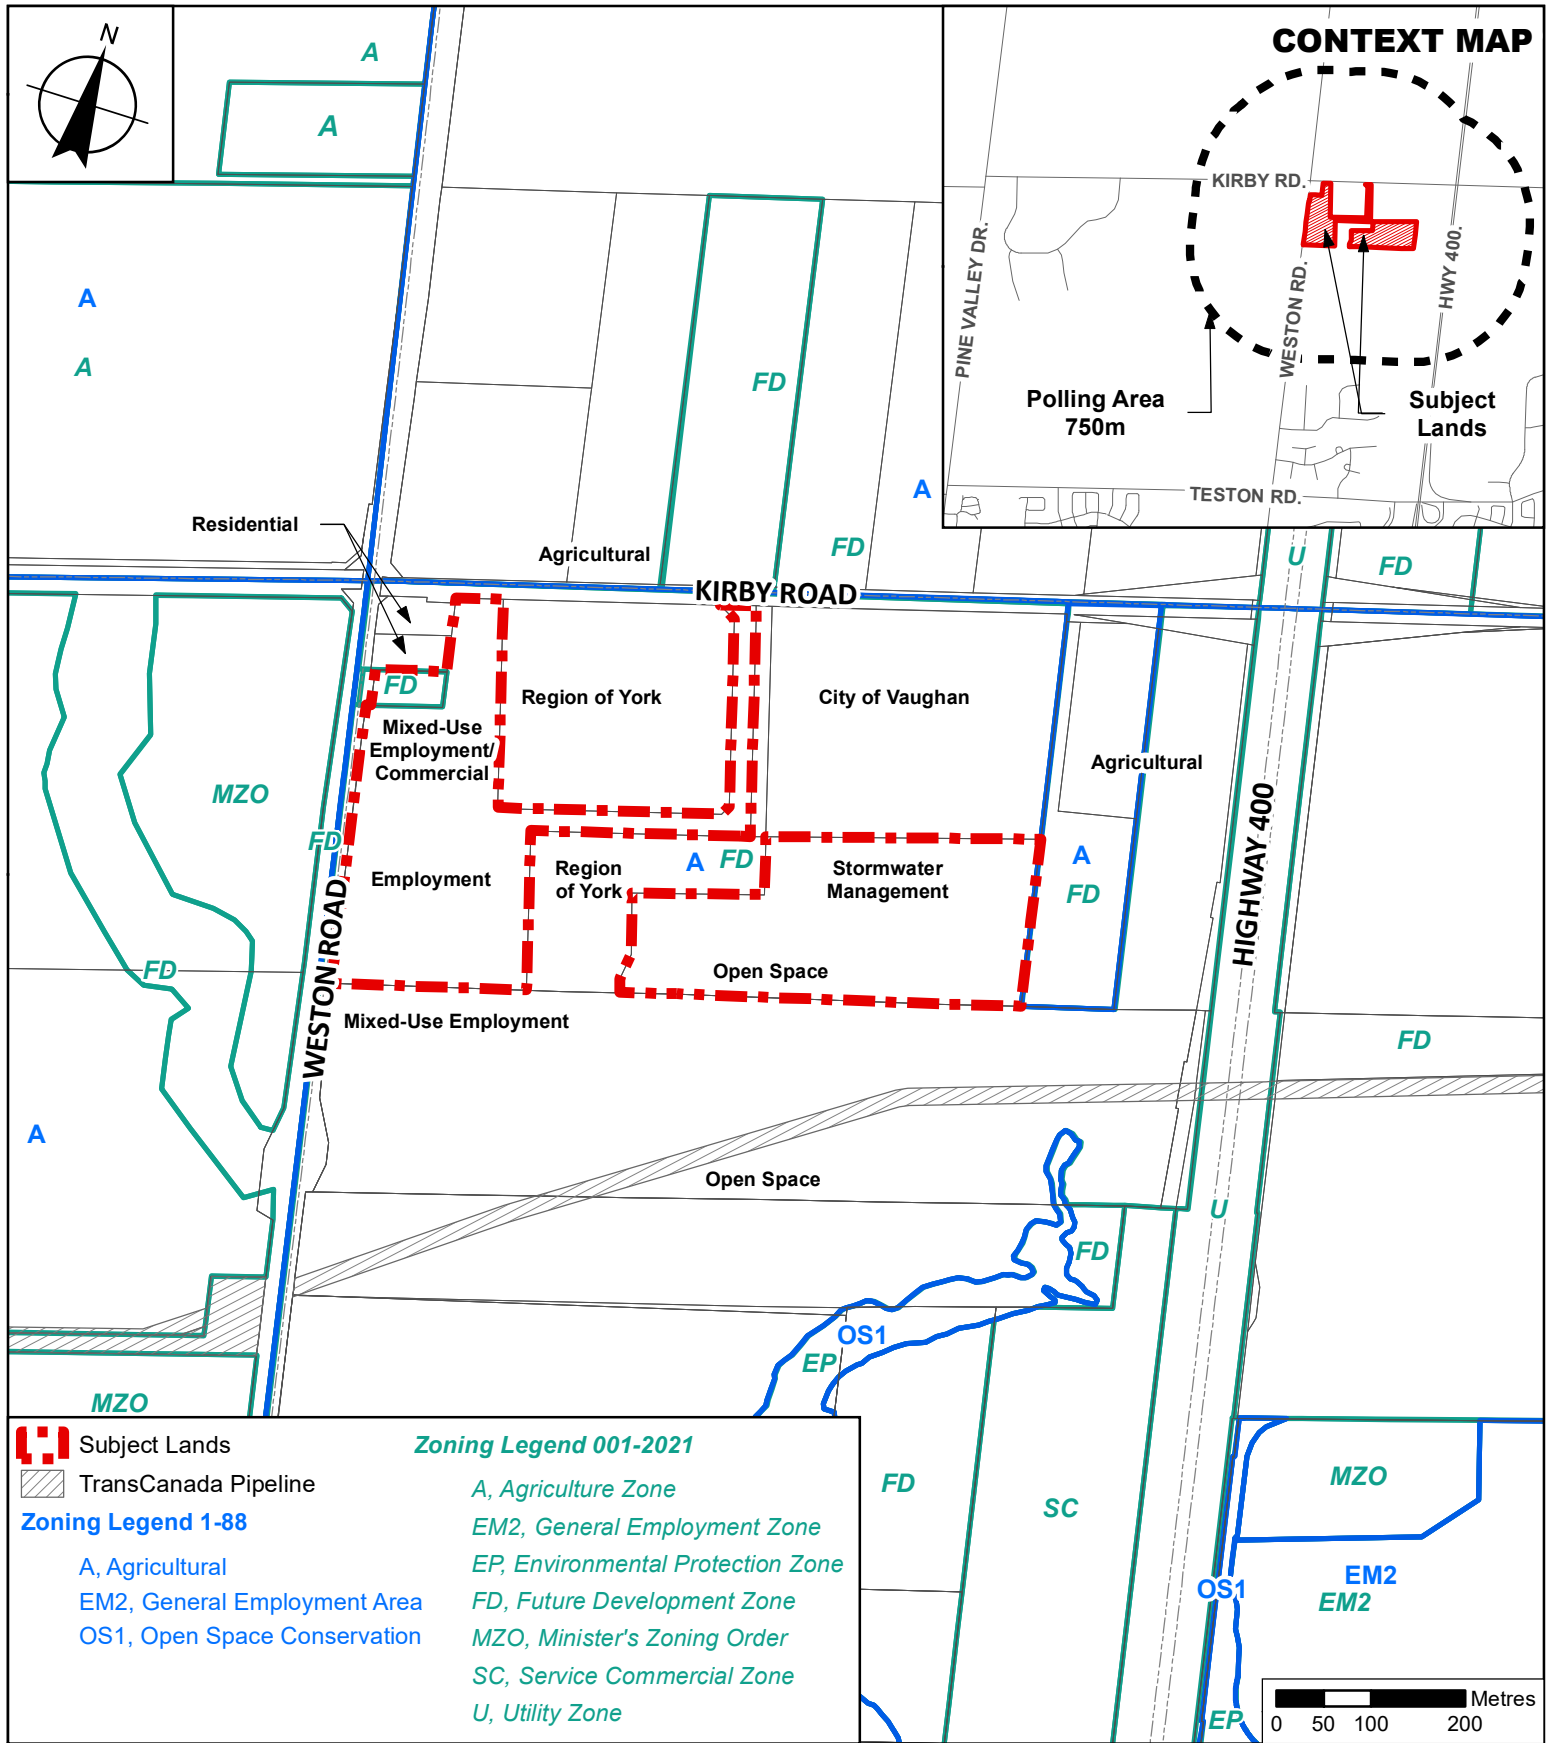 N
A
A
CONTEXT MAP
KIRBY RD.
PINE VALLEY DR.
WESTON RD.
HWY 400.
Polling Area
750m
Subject
Lands
TESTON RD.
A
A
FD
A
Residential
Agricultural
FD
U
FD
KIRBY ROAD
FD
Region of York
City of Vaughan
Mixed-Use
Employment/
Commercial
Agricultural
MZO
FD
HIGHWAY 400
Employment
Region
of York
A
FD
Stormwater
Management
A
FD
WESTON ROAD
FD
Open Space
Mixed-Use Employment
FD
A
Open Space
U
FD
OS1
EP
MZO
Subject Lands
TransCanada Pipeline
Zoning Legend 1-88
A, Agricultural
EM2, General Employment Area
OS1, Open Space Conservation
Zoning Legend 001-2021
A, Agriculture Zone
EM2, General Employment Zone
EP, Environmental Protection Zone
FD, Future Development Zone
MZO, Minister's Zoning Order
SC, Service Commercial Zone
U, Utility Zone
FD
SC
MZO
OS1
EM2
EM2
EP
Metres
0 50 100 200